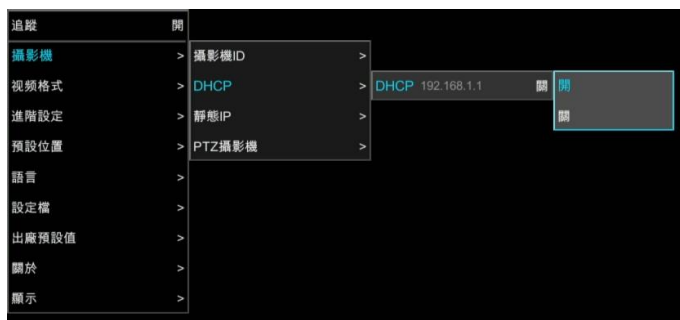 追蹤 開
攝影機 > 攝影機ID >
视频格式 > DHCP > DHCP 192.168.1.1 關 開
進階設定 > 靜態IP > 關
預設位置 > PTZ攝影機 >
語言 >
設定檔 >
出廠預設值 >
關於 >
顯示 >